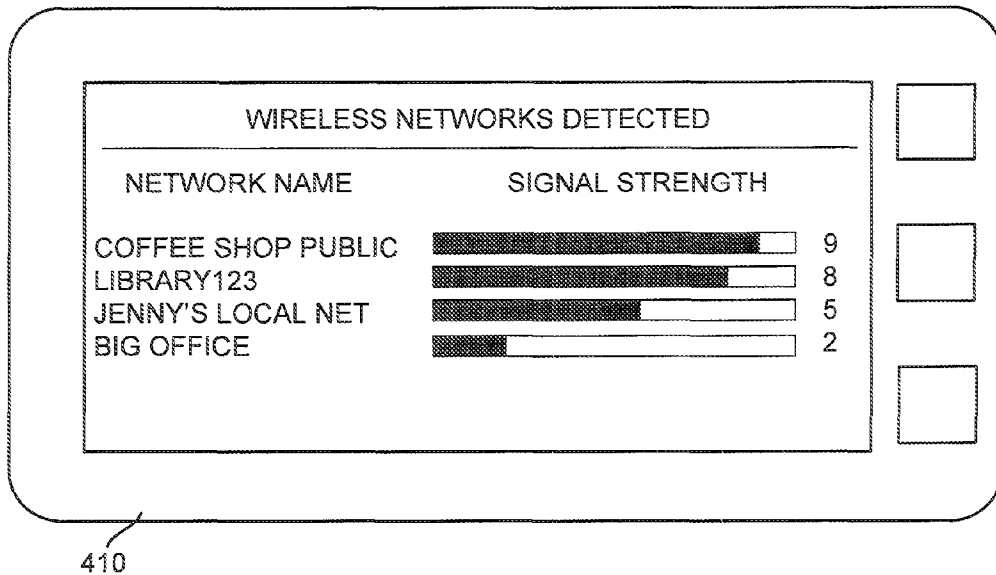 WIRELESS NETWORKS DETECTED
NETWORK NAME SIGNAL STRENGTH
COFFEE SHOP PUBLIC 9
LIBRARY123 8
JENNY'S LOCAL NET 5
BIG OFFICE 2
410